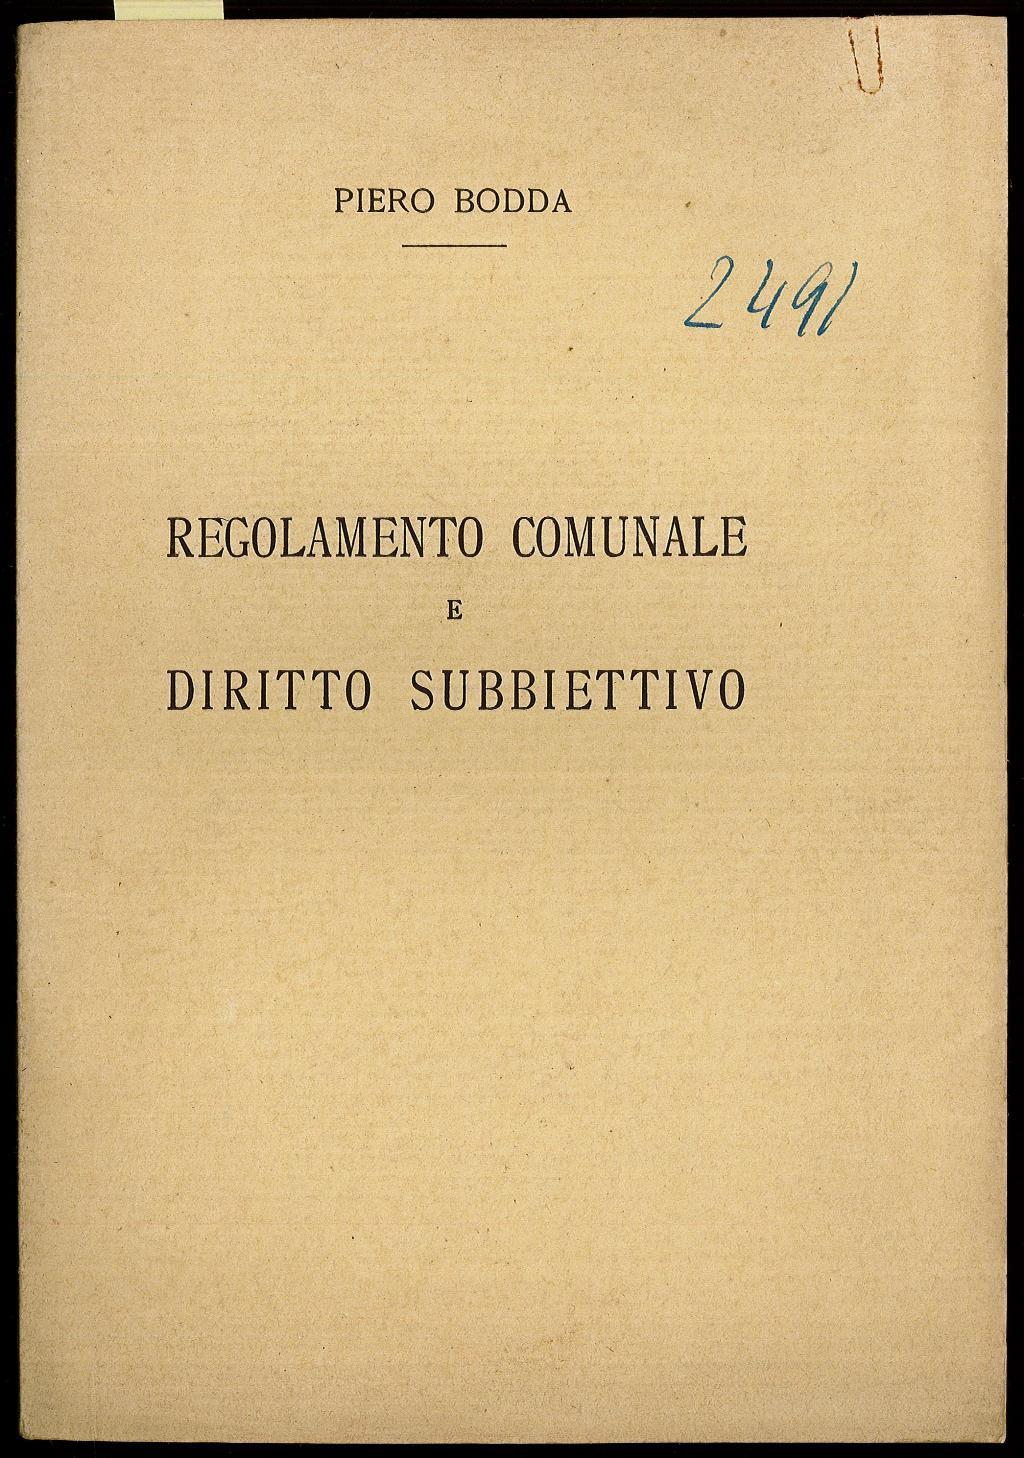 PIERO BODDA
2491
REGOLAMENTO COMUNALE
E
DIRITTO SUBBIETTIVO